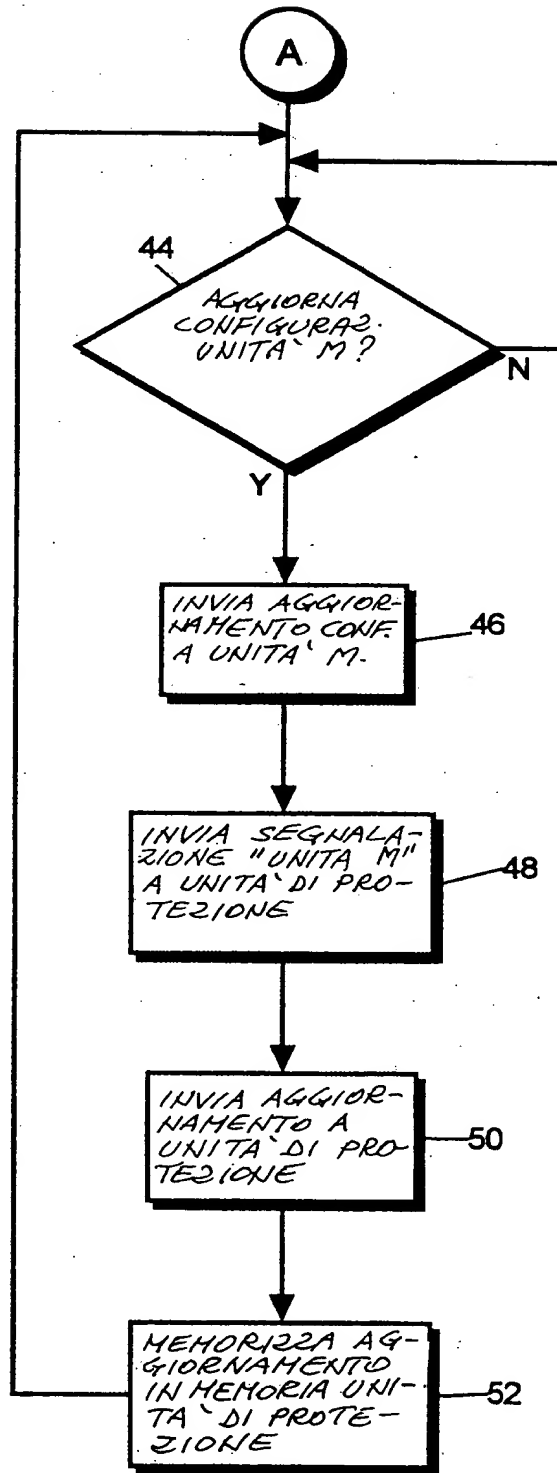 A
44
AGGIORNA
CONFIGURAZ.
UNITA` M?
N
Y
INVIA AGGIOR-
NAMENTO CONF.
A UNITA` M.
46
INVIA SEGNALA-
ZIONE "UNITA M"
A UNITA` DI PRO-
TEZIONE
48
INVIA AGGIOR-
NAMENTO A
UNITA` DI PRO-
TEZIONE
50
MEMORIZZA AG-
GIORNAMENTO
IN MEMORIA UNI-
TA` DI PROTE-
ZIONE
52